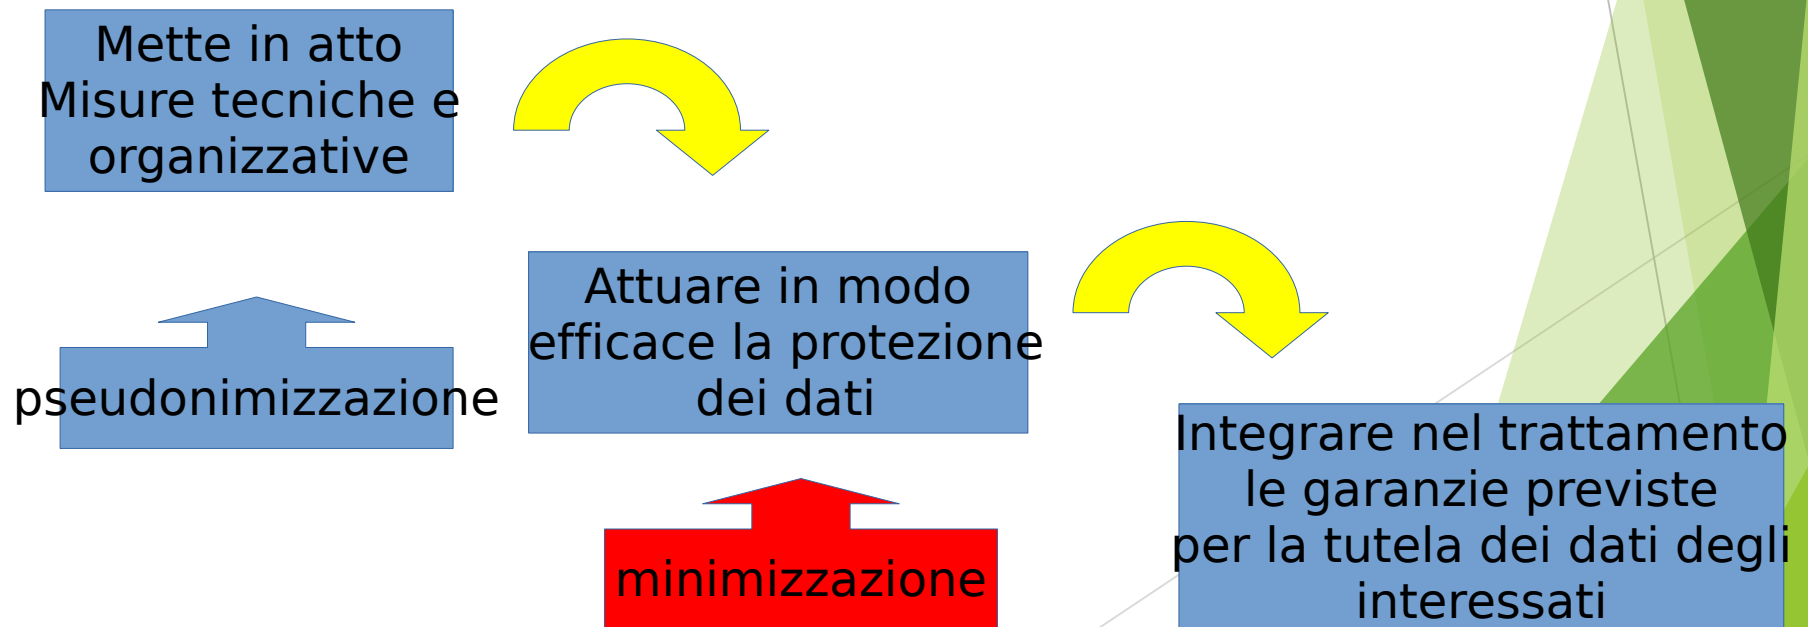 Mette in atto
Misure tecniche e
organizzative
pseudonimizzazione
Attuare in modo
efficace la protezione
dei dati
minimizzazione
Integrare nel trattamento
le garanzie previste
per la tutela dei dati degli
interessati